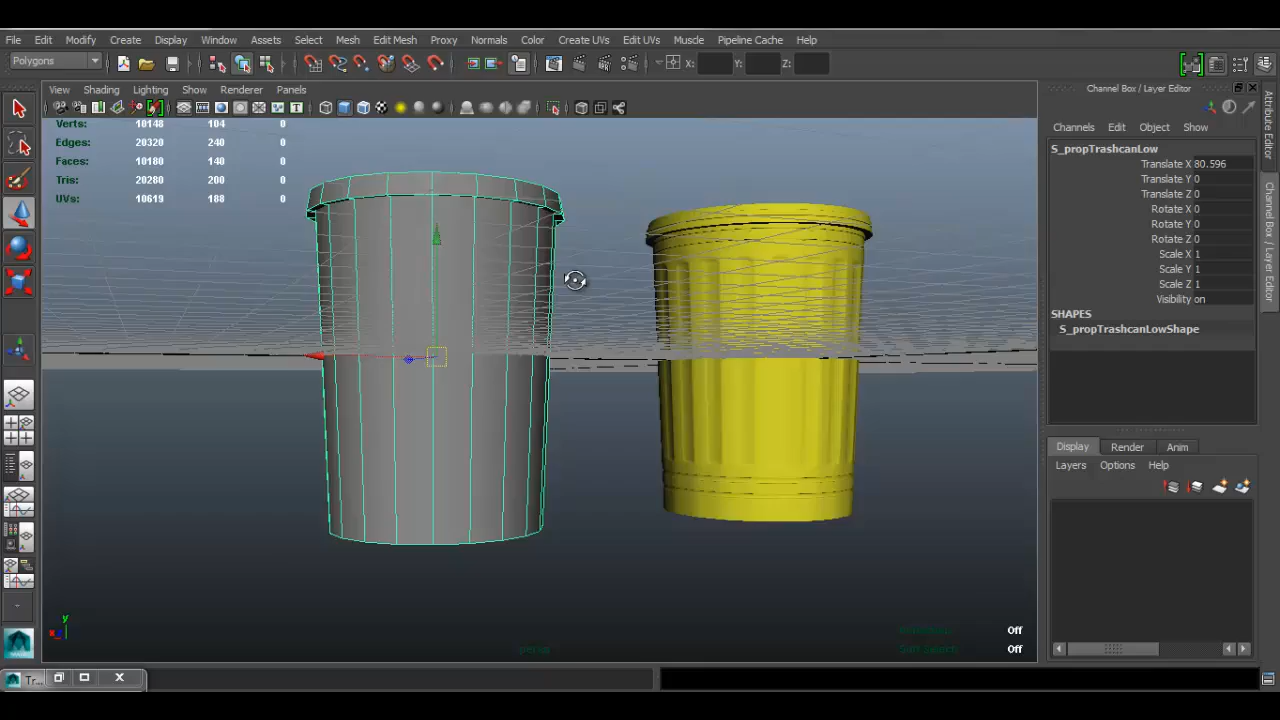 File Edit Modify Create Display Window Assets Select Mesh Edit Mesh Proxy Normals Color Create UVs Edit UVs Muscle Pipeline Cache Help
Polygons X: Y: Z:
View Shading Lighting Show Renderer Panels
Verts: 10148 104 0
Edges: 20320 240 0
Faces: 10180 140 0
Tris: 20280 200 0
UVs: 10619 188 0
y
x
Off
Off
Channel Box / Layer Editor
Channels Edit Object Show
S_propTrashcanLow
Translate X 80.596
Translate Y 0
Translate Z 0
Rotate X 0
Rotate Y 0
Rotate Z 0
Scale X 1
Scale Y 1
Scale Z 1
Visibility on
SHAPES
S_propTrashcanLowShape
Display Render Anim
Layers Options Help
Attribute Editor
Channel Box / Layer Editor
Tr...